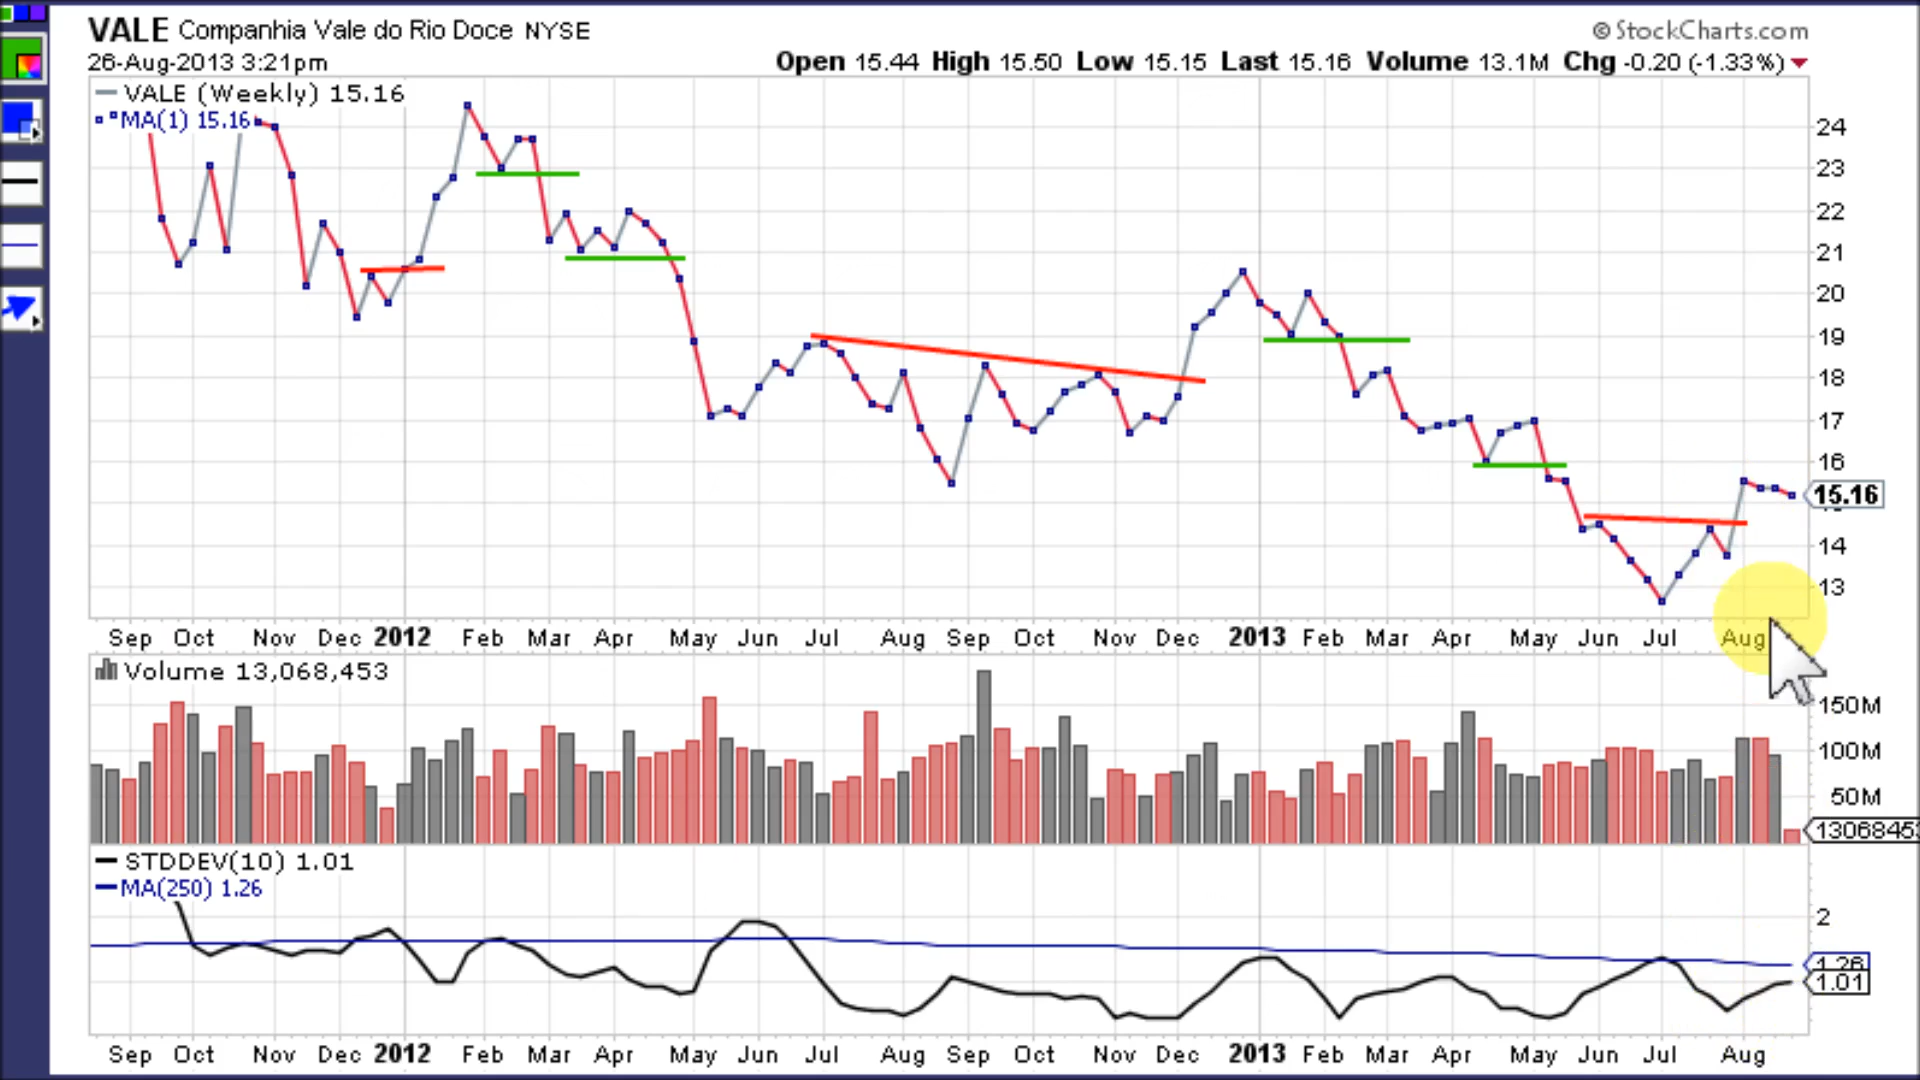 VALE Companhia Vale do Rio Doce NYSE
© StockCharts.com
26-Aug-2013 3:21pm
Open 15.44 High 15.50 Low 15.15 Last 15.16 Volume 13.1M Chg -0.20 (-1.33%)
VALE (Weekly) 15.16
MA(1) 15.16
24
23
22
21
20
19
18
17
16
15.16
14
13
Sep Oct Nov Dec 2012 Feb Mar Apr May Jun Jul Aug Sep Oct Nov Dec 2013 Feb Mar Apr May Jun Jul Aug
Volume 13,068,453
150M
100M
50M
13068453
STDDEV(10) 1.01
MA(250) 1.26
2
1.26
1.01
Sep Oct Nov Dec 2012 Feb Mar Apr May Jun Jul Aug Sep Oct Nov Dec 2013 Feb Mar Apr May Jun Jul Aug